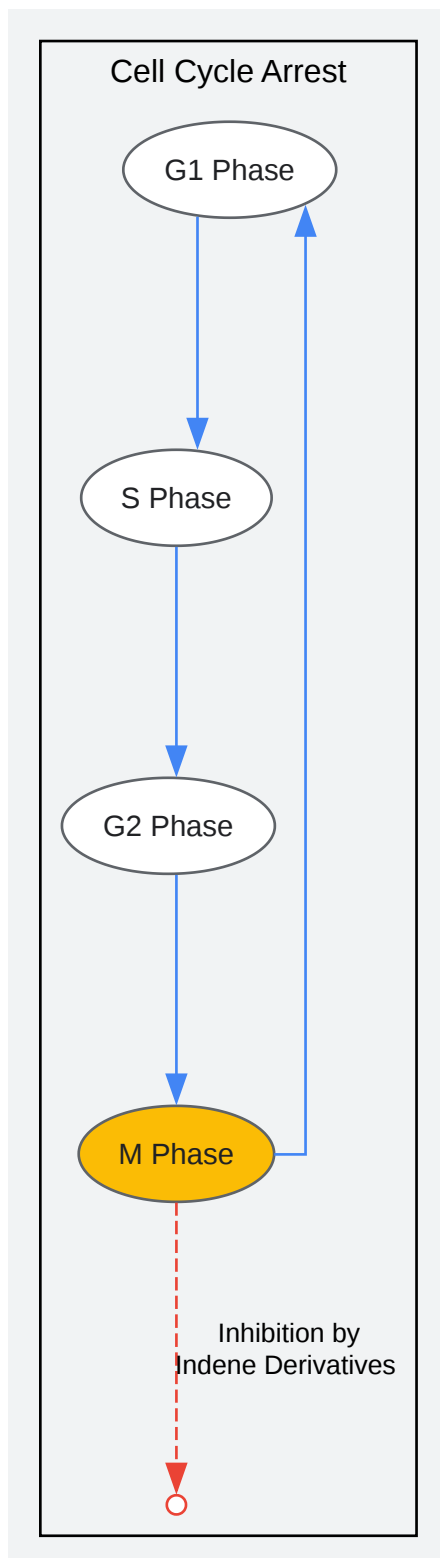 Cell Cycle Arrest
G1 Phase
S Phase
G2 Phase
M Phase
Inhibition by
Indene Derivatives